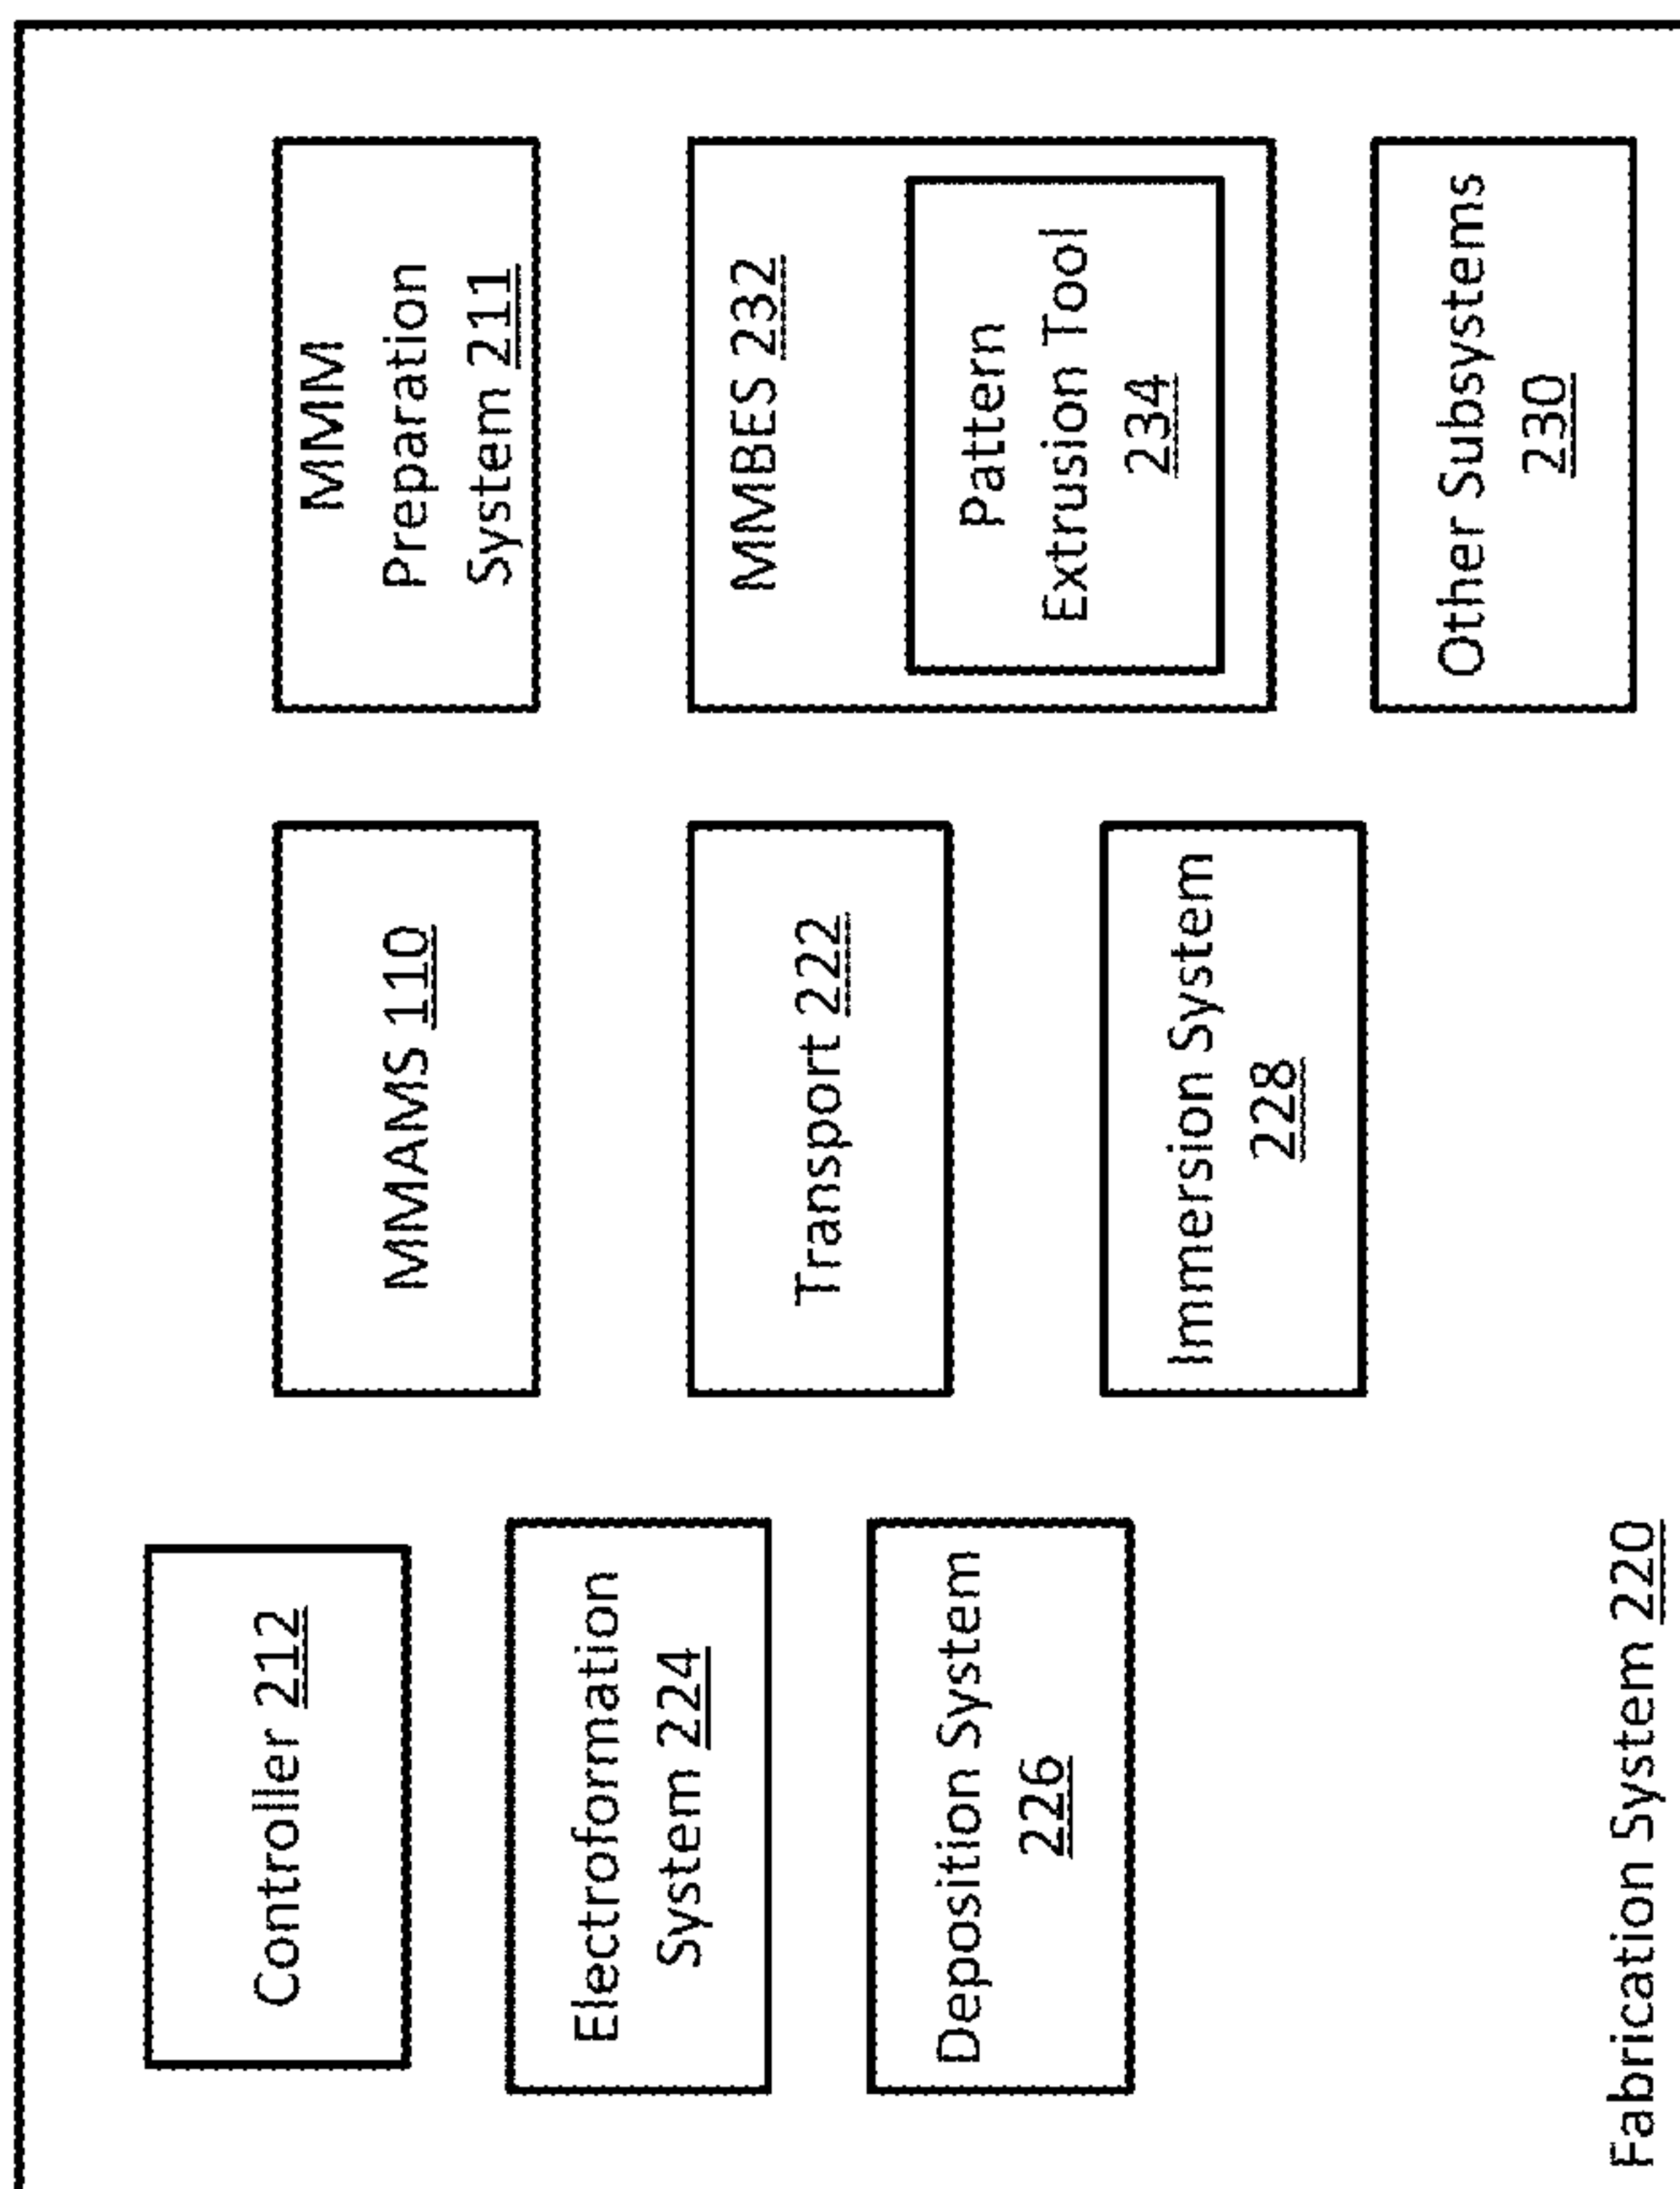 Controller 212
Electroformation
System 224
Deposition System
226
MMAMS 110
Transport 222
Immersion System
228
MMM
Preparation
System 211
MMBES 232
Pattern
Extrusion Tool
234
Other Subsystems
230
Fabrication System 220